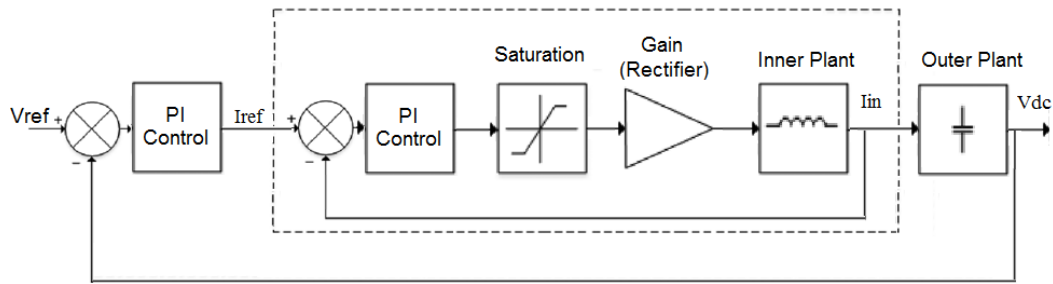 Saturation
Gain
(Rectifier)
Inner Plant
Outer Plant
Vref
+
−
PI
Control
Iref
+
−
PI
Control
Iin
Vdc